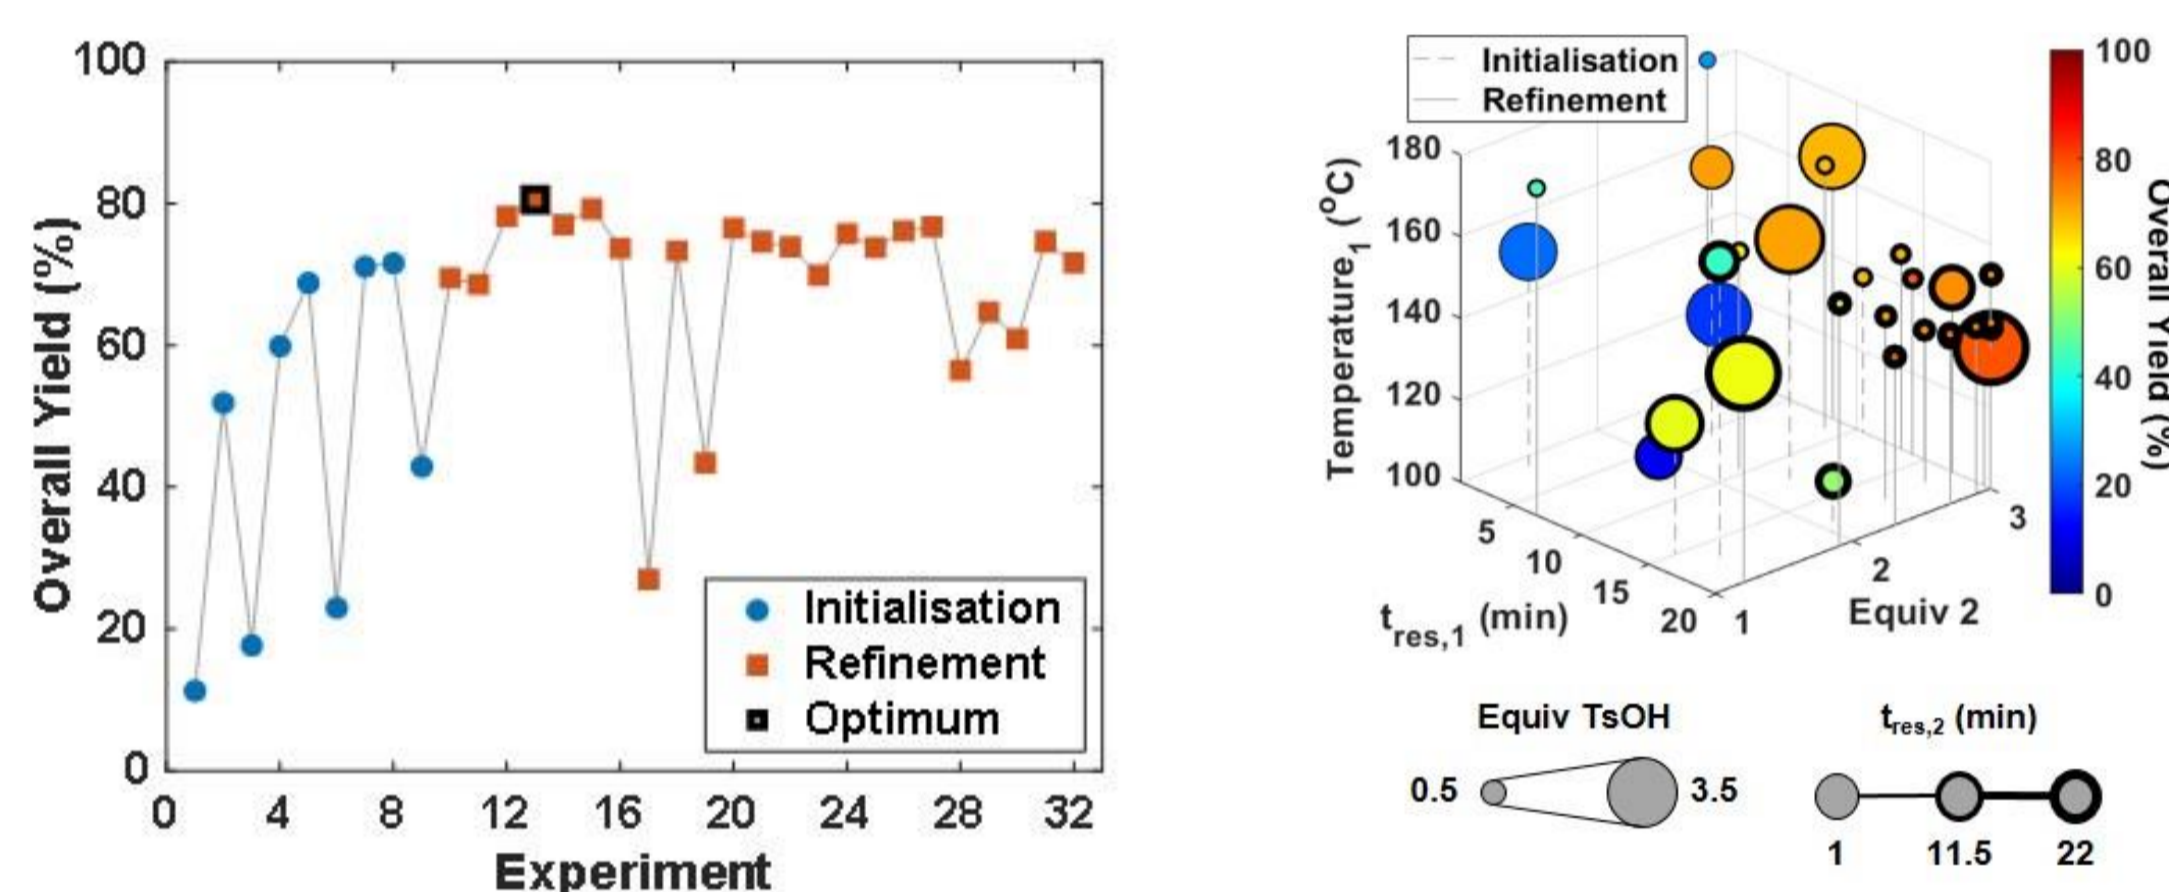 100
80
60
40
20
0
Overall Yield (%)
0 4 8 12 16 20 24 28 32
Experiment
Initialisation
Refinement
Optimum
Initialisation
Refinement
180
160
140
120
100
Temperature1 (oC)
5
10
15
20
tres,1 (min)
1
2
3
Equiv 2
100
80
60
40
20
0
Overall Yield (%)
Equiv TsOH
0.5 3.5
tres,2 (min)
1 11.5 22